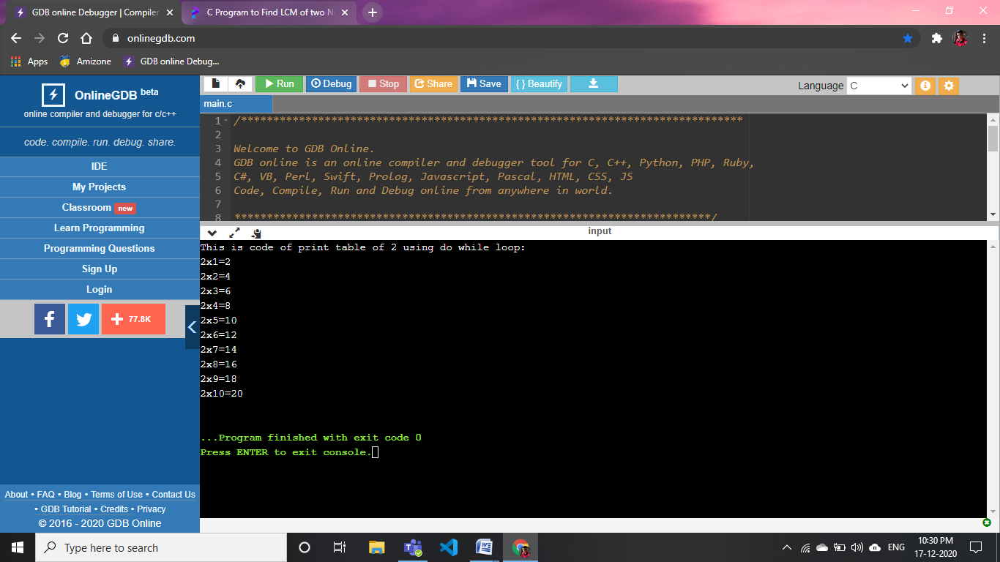 GDB online Debugger | Compiler
C Program to Find LCM of two N
onlinegdb.com
Apps
Amizone
GDB online Debug...
OnlineGDB beta
online compiler and debugger for c/c++
code. compile. run. debug. share.
IDE
My Projects
Classroom new
Learn Programming
Programming Questions
Sign Up
Login
77.8K
About • FAQ • Blog • Terms of Use • Contact Us
• GDB Tutorial • Credits • Privacy
© 2016 - 2020 GDB Online
Run
Debug
Stop
Share
Save
{ } Beautify
Language C
main.c
1 /******************************************************************************
2
3 Welcome to GDB Online.
4 GDB online is an online compiler and debugger tool for C, C++, Python, PHP, Ruby,
5 C#, VB, Perl, Swift, Prolog, Javascript, Pascal, HTML, CSS, JS
6 Code, Compile, Run and Debug online from anywhere in world.
7
8 *******************************************************************************/
input
This is code of print table of 2 using do while loop:
2x1=2
2x2=4
2x3=6
2x4=8
2x5=10
2x6=12
2x7=14
2x8=16
2x9=18
2x10=20
...Program finished with exit code 0
Press ENTER to exit console.
Type here to search
ENG
10:30 PM
17-12-2020